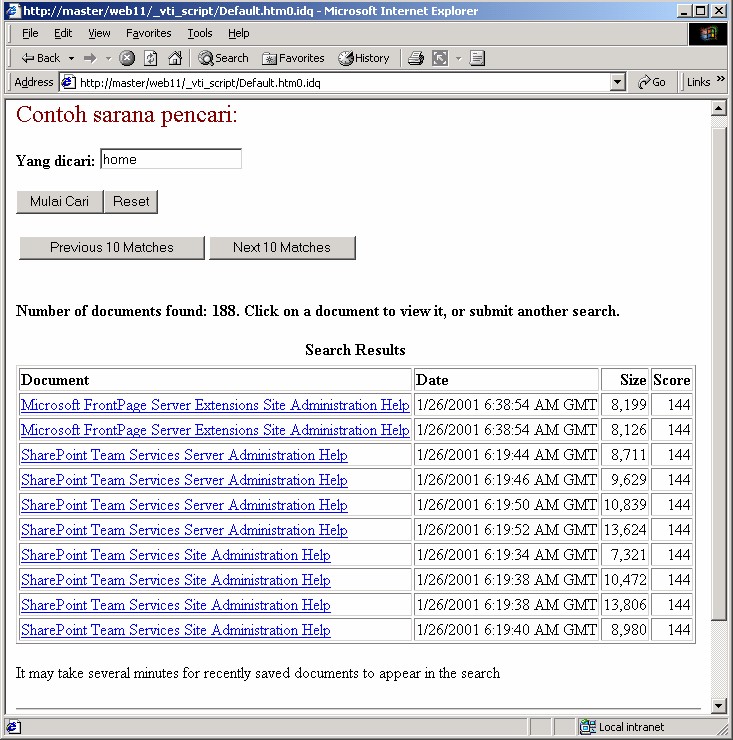 http://master/web11/_vti_script/Default.htm0.idq - Microsoft Internet Explorer
File Edit View Favorites Tools Help
Back Search Favorites History
Address http://master/web11/_vti_script/Default.htm0.idq Go Links »
Contoh sarana pencari:
Yang dicari: home
Mulai Cari Reset
Previous 10 Matches Next 10 Matches
Number of documents found: 188. Click on a document to view it, or submit another search.
Search Results
Document Date Size Score
Microsoft FrontPage Server Extensions Site Administration Help 1/26/2001 6:38:54 AM GMT 8,199 144
Microsoft FrontPage Server Extensions Site Administration Help 1/26/2001 6:38:54 AM GMT 8,126 144
SharePoint Team Services Server Administration Help 1/26/2001 6:19:44 AM GMT 8,711 144
SharePoint Team Services Server Administration Help 1/26/2001 6:19:46 AM GMT 9,629 144
SharePoint Team Services Server Administration Help 1/26/2001 6:19:50 AM GMT 10,839 144
SharePoint Team Services Server Administration Help 1/26/2001 6:19:52 AM GMT 13,624 144
SharePoint Team Services Site Administration Help 1/26/2001 6:19:34 AM GMT 7,321 144
SharePoint Team Services Site Administration Help 1/26/2001 6:19:38 AM GMT 10,472 144
SharePoint Team Services Site Administration Help 1/26/2001 6:19:38 AM GMT 13,806 144
SharePoint Team Services Site Administration Help 1/26/2001 6:19:40 AM GMT 8,980 144
It may take several minutes for recently saved documents to appear in the search
Local intranet